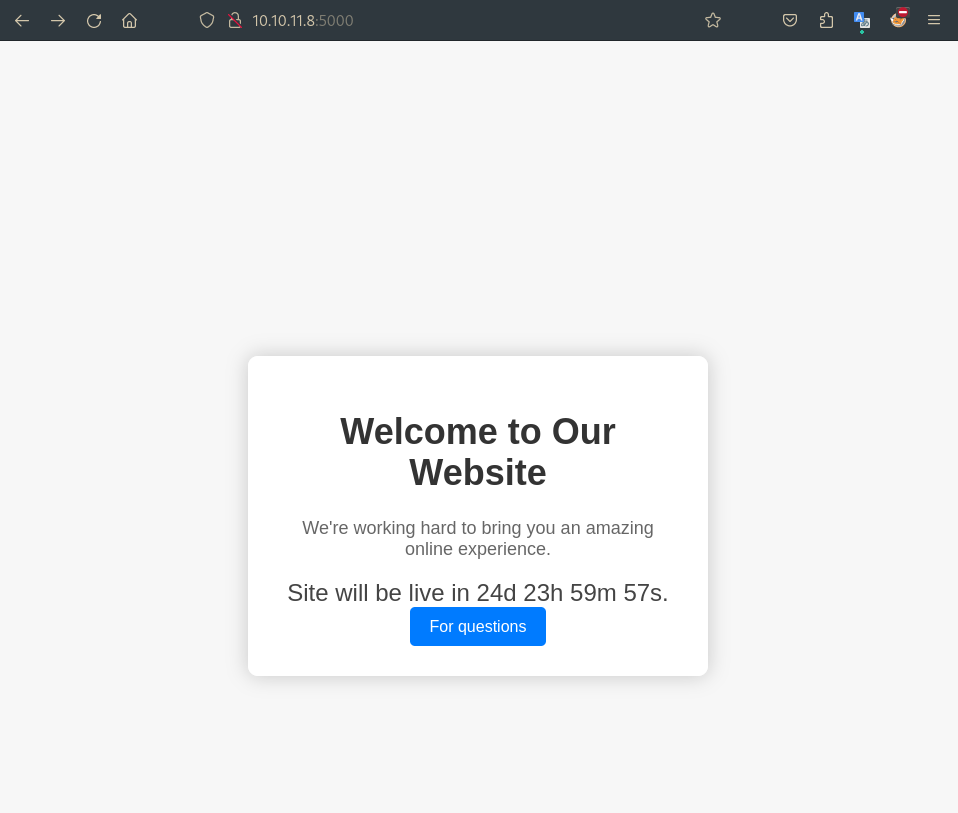 10.10.11.8:5000
Welcome to Our
Website
We're working hard to bring you an amazing
online experience.
Site will be live in 24d 23h 59m 57s.
For questions